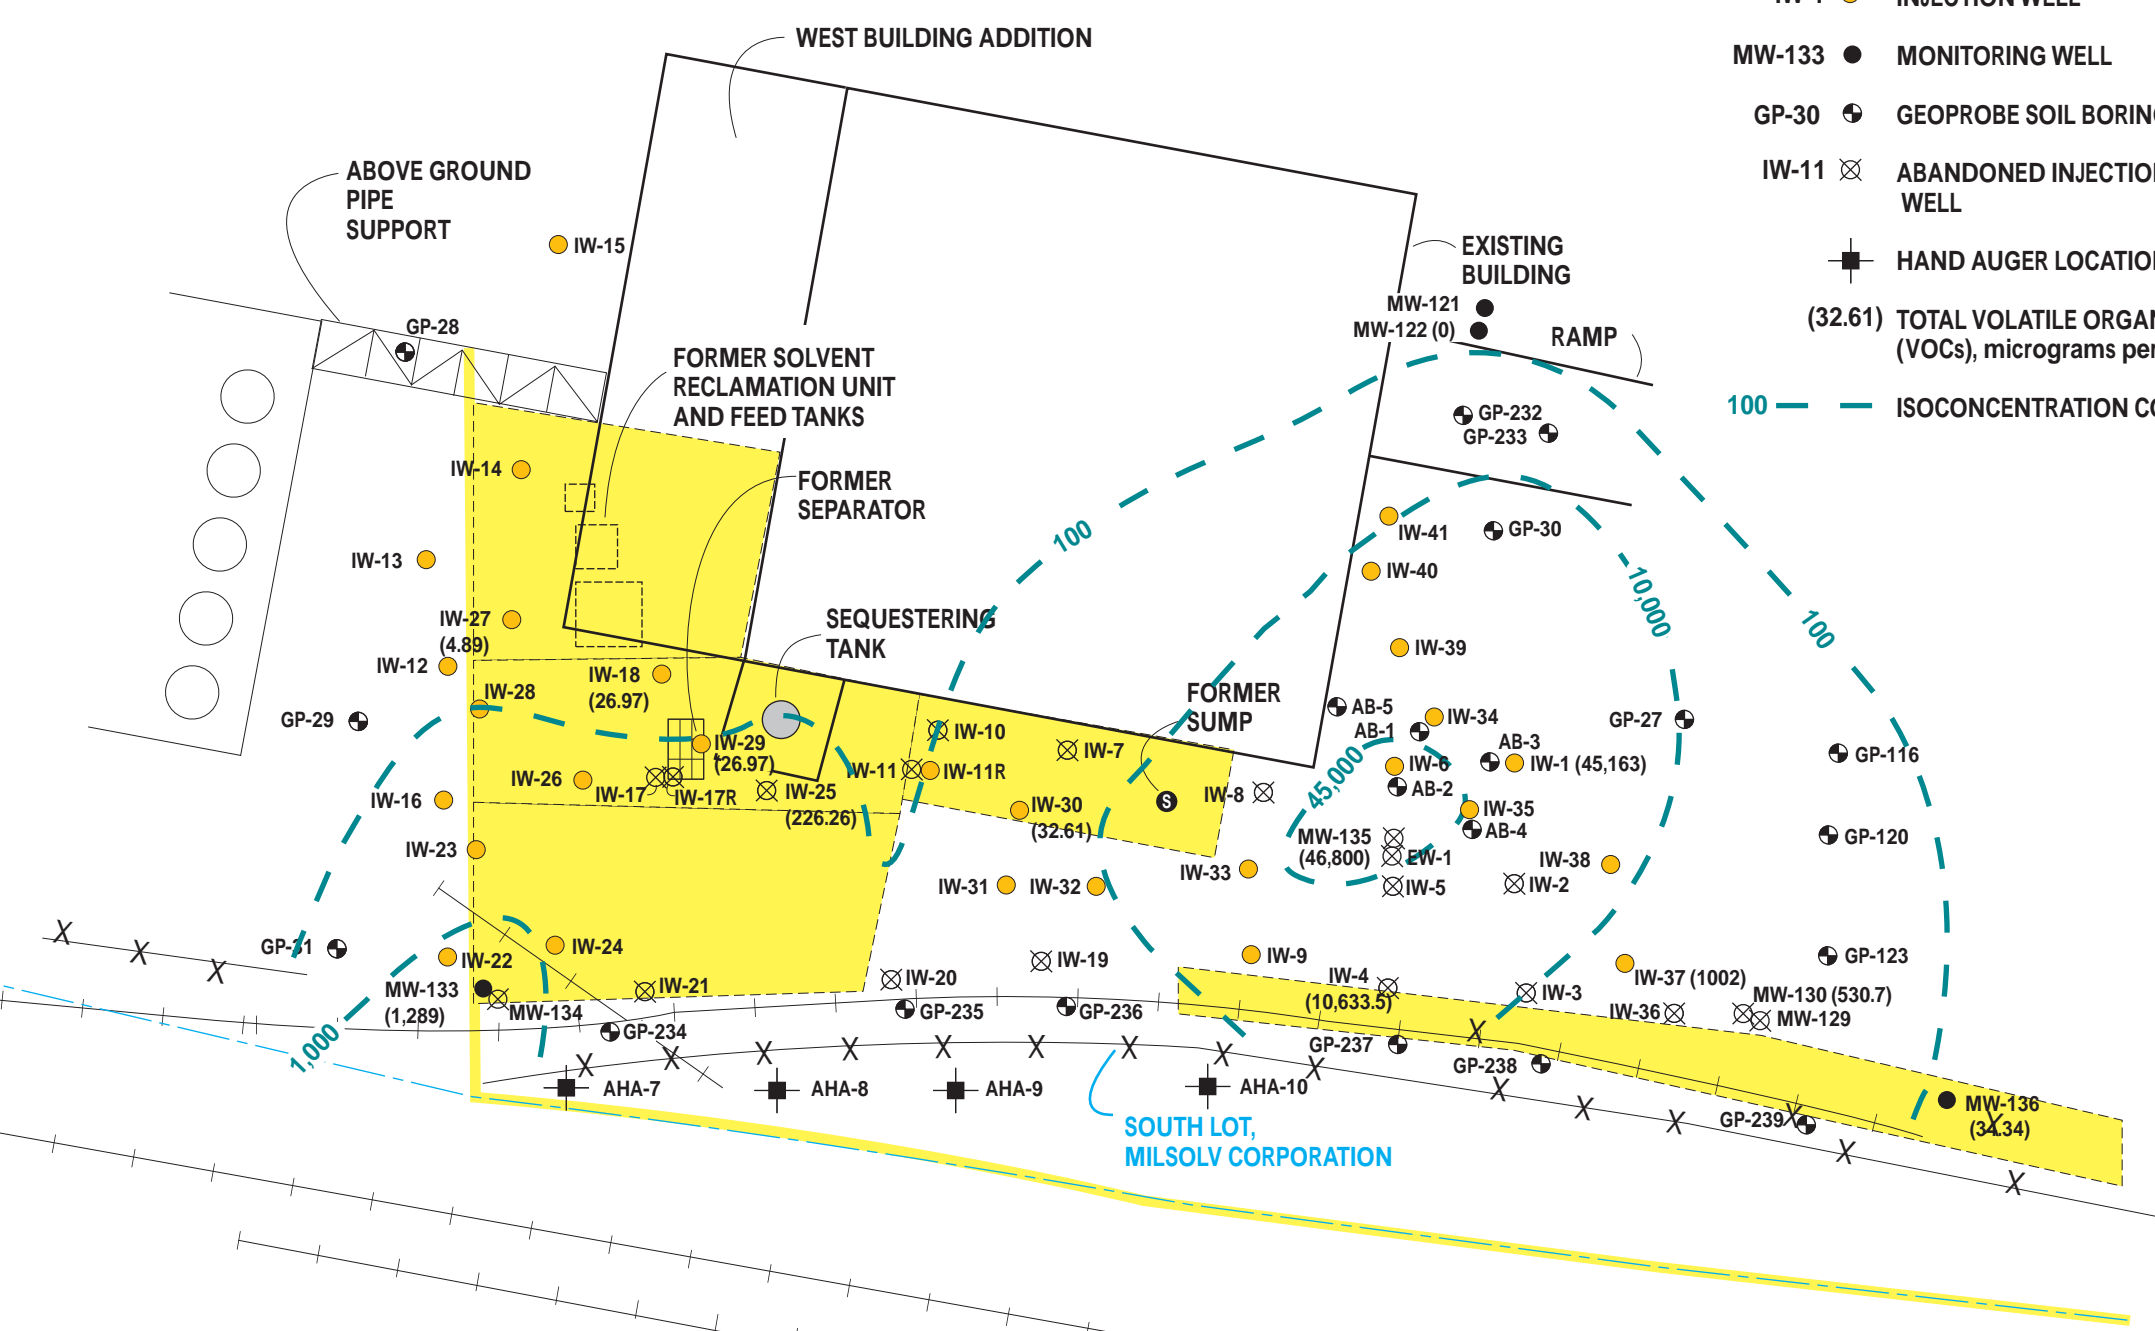 IW-1
INJECTION WELL
WEST BUILDING ADDITION
MW-133
MONITORING WELL
GP-30
GEOPROBE SOIL BORING
IW-11
ABANDONED INJECTIO
WELL
ABOVE GROUND
PIPE
SUPPORT
IW-15
EXISTING
BUILDING
HAND AUGER LOCATIO
MW-121
MW-122 (0)
RAMP
(32.61)
TOTAL VOLATILE ORGAN
(VOCs), micrograms per
GP-28
FORMER SOLVENT
RECLAMATION UNIT
AND FEED TANKS
100
ISOCONCENTRATION CO
GP-232
GP-233
IW-14
FORMER
SEPARATOR
100
IW-41
GP-30
IW-13
IW-40
10,000
IW-27
(4.89)
SEQUESTERING
TANK
100
IW-39
IW-12
IW-18
(26.97)
IW-28
FORMER
SUMP
GP-29
AB-5
IW-34
GP-27
AB-1
AB-3
IW-10
IW-29
(26.97)
IW-7
45,000
IW-6
IW-1 (45,163)
GP-116
IW-26
IW-17
IW-17R
IW-25
(226.26)
IW-11
IW-11R
IW-8
AB-2
IW-16
IW-30
(32.61)
IW-35
AB-4
MW-135
(46,800)
GP-120
IW-23
EW-1
IW-38
IW-33
IW-31
IW-32
IW-5
IW-2
GP-31
IW-22
IW-24
IW-9
GP-123
IW-19
IW-20
IW-4
(10,633.5)
IW-37 (1002)
MW-133
(1,289)
IW-21
IW-3
MW-130 (530.7)
MW-134
GP-235
GP-236
IW-36
MW-129
1,000
GP-234
GP-237
GP-238
AHA-7
AHA-8
AHA-9
AHA-10
MW-136
(34.34)
GP-239
SOUTH LOT,
MILSOLV CORPORATION
S